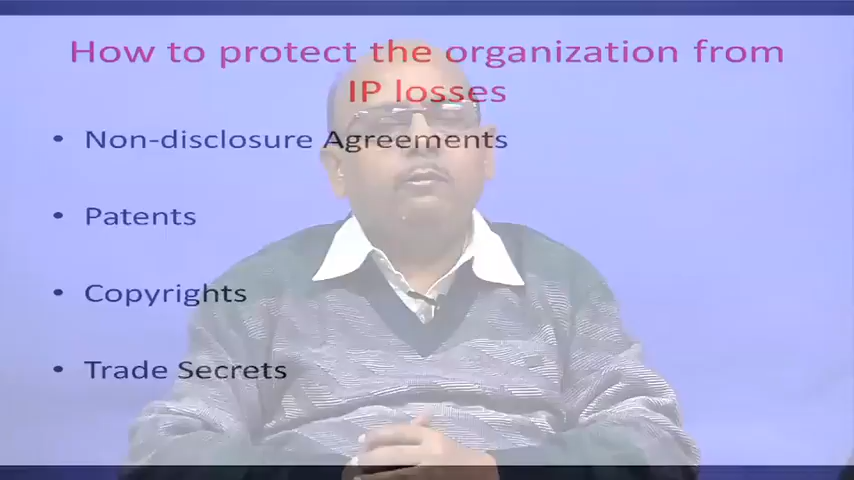 How to protect the organization from
IP losses
• Non-disclosure Agreements
• Patents
• Copyrights
• Trade Secrets